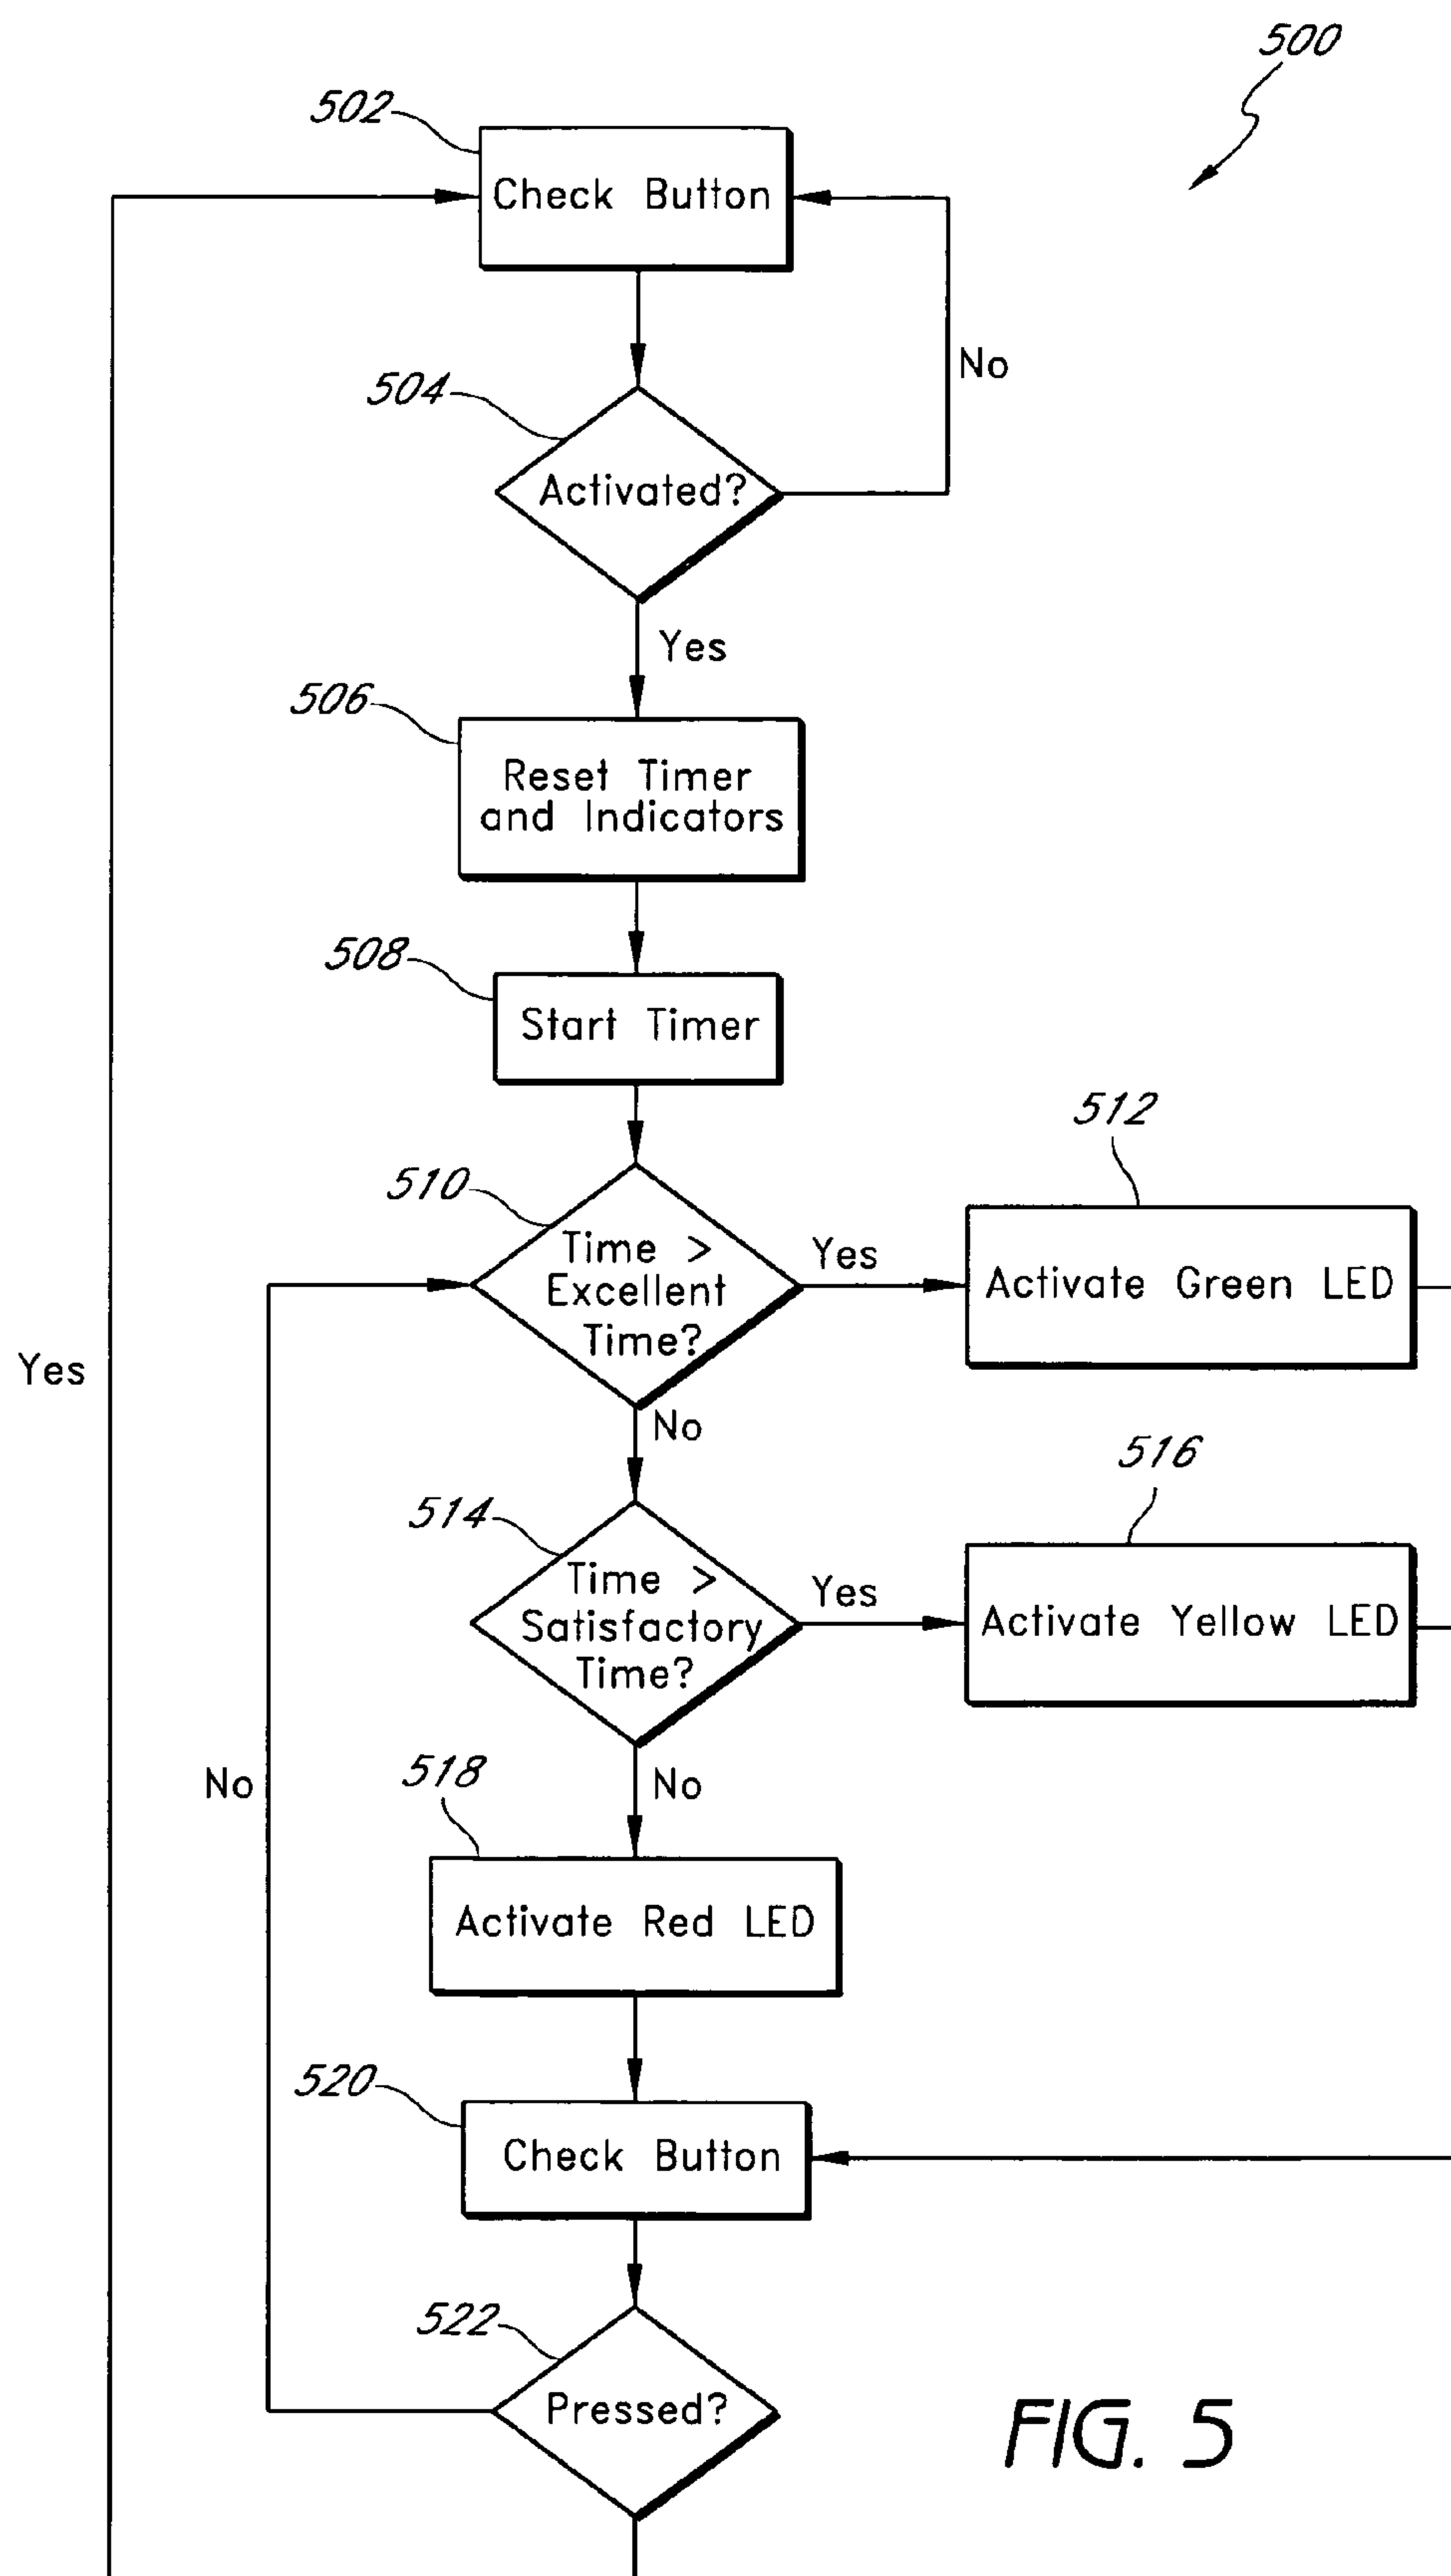 500
502
Check Button
No
504
Activated?
Yes
506
Reset Timer
and Indicators
508
Start Timer
512
510
Time >
Excellent
Time?
Yes
Activate Green LED
Yes
No
516
514
Time >
Satisfactory
Time?
Yes
Activate Yellow LED
No
518
No
Activate Red LED
520
Check Button
522
Pressed?
FIG. 5